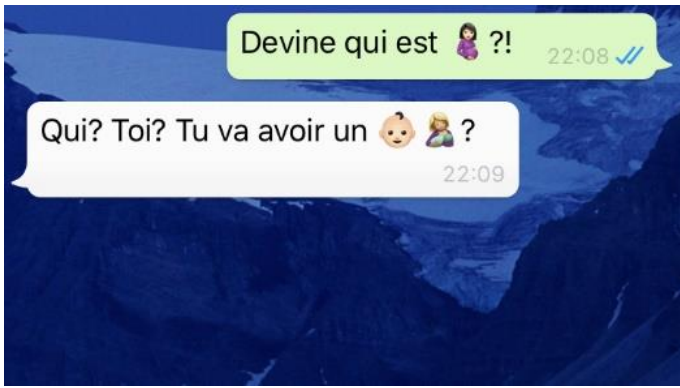 Devine qui est 🤰🏻 ?!
22:08
Qui? Toi? Tu va avoir un 👶🏻 🤱🏼 ?
22:09